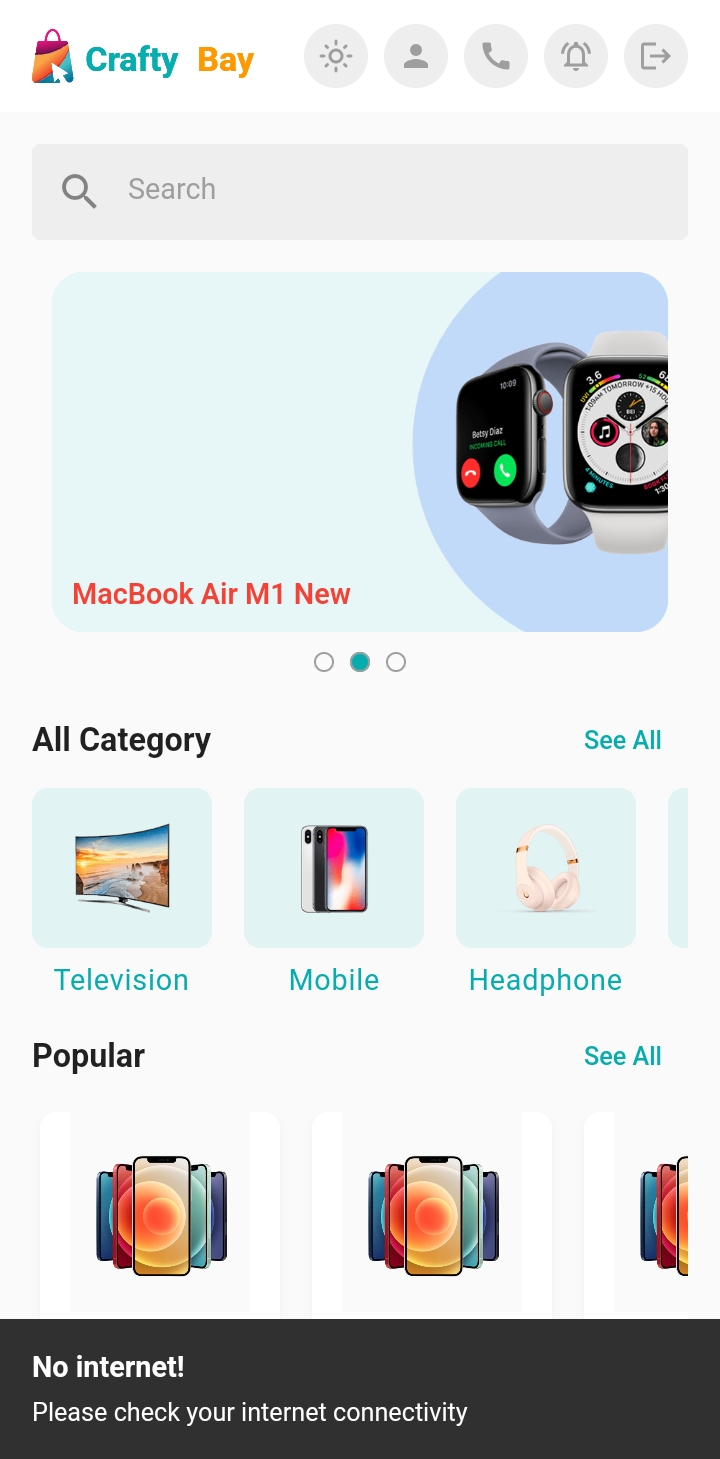 Crafty Bay
Search
10:09
Betsy Diaz
INCOMING CALL
MacBook Air M1 New
All Category
See All
Television
Mobile
Headphone
Popular
See All
No internet!
Please check your internet connectivity